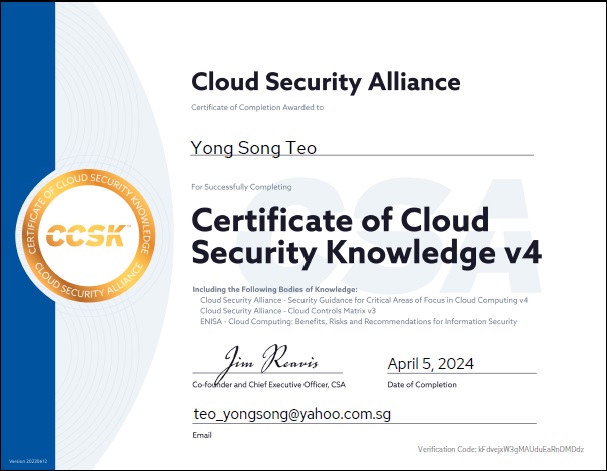 Cloud Security Alliance
Certificate of Completion Awarded to
Yong Song Teo
For Successfully Completing
Certificate of Cloud
Security Knowledge v4
CSA
CERTIFICATE OF CLOUD SECURITY KNOWLEDGE
CCSK™
CLOUD SECURITY ALLIANCE
Including the Following Bodies of Knowledge:
Cloud Security Alliance - Security Guidance for Critical Areas of Focus in Cloud Computing v4
Cloud Security Alliance - Cloud Controls Matrix v3
ENISA - Cloud Computing: Benefits, Risks and Recommendations for Information Security
Jim Reavis
April 5, 2024
Co-founder and Chief Executive Officer, CSA
Date of Completion
teo_yongsong@yahoo.com.sg
Email
Verification Code: kFdvejxW3gMAUduEaRnDMDdz
Version 20230613